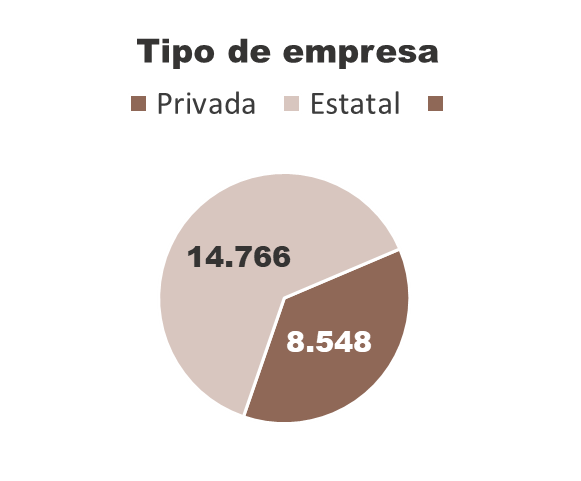 Tipo de empresa
Privada Estatal
14.766
8.548